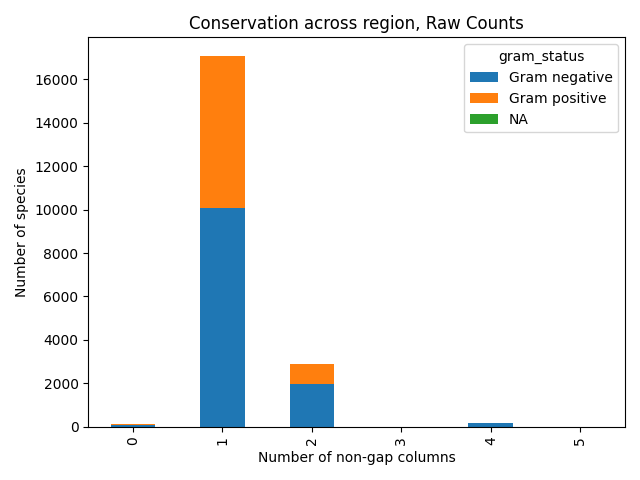 Conservation across region, Raw Counts
gram_status
Gram negative
Gram positive
NA
Number of species
16000
14000
12000
10000
8000
6000
4000
2000
0
0 1 2 3 4 5
Number of non-gap columns